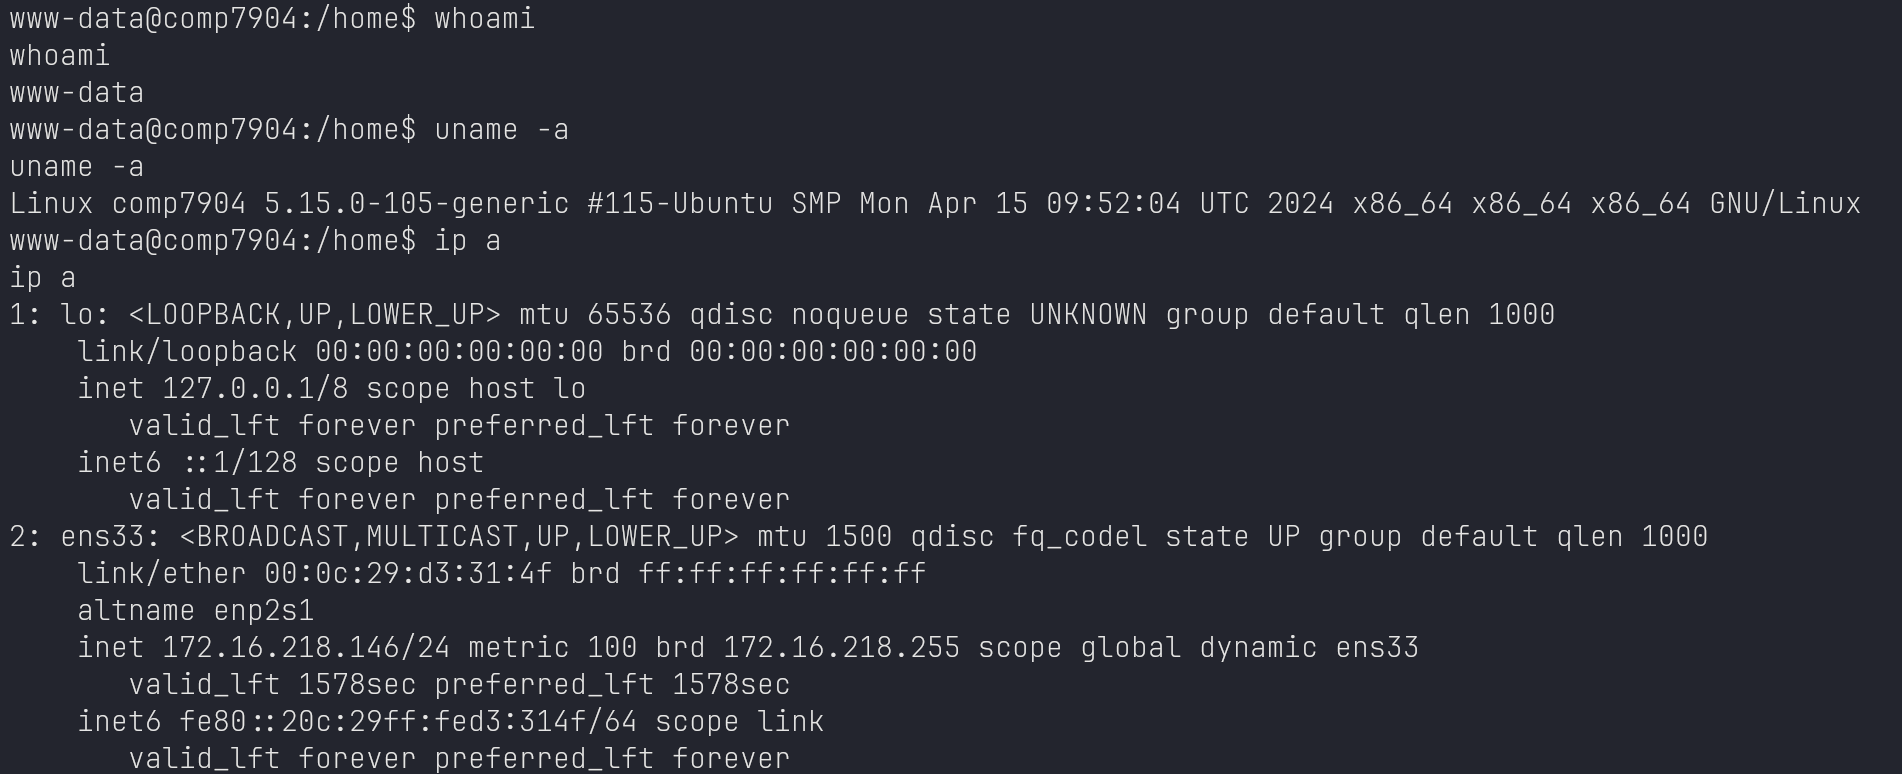 www-data@comp7904:/home$ whoami
whoami
www-data
www-data@comp7904:/home$ uname -a
uname -a
Linux comp7904 5.15.0-105-generic #115-Ubuntu SMP Mon Apr 15 09:52:04 UTC 2024 x86_64 x86_64 x86_64 GNU/Linux
www-data@comp7904:/home$ ip a
ip a
1: lo: <LOOPBACK,UP,LOWER_UP> mtu 65536 qdisc noqueue state UNKNOWN group default qlen 1000
    link/loopback 00:00:00:00:00:00 brd 00:00:00:00:00:00
    inet 127.0.0.1/8 scope host lo
       valid_lft forever preferred_lft forever
    inet6 ::1/128 scope host
       valid_lft forever preferred_lft forever
2: ens33: <BROADCAST,MULTICAST,UP,LOWER_UP> mtu 1500 qdisc fq_codel state UP group default qlen 1000
    link/ether 00:0c:29:d3:31:4f brd ff:ff:ff:ff:ff:ff
    altname enp2s1
    inet 172.16.218.146/24 metric 100 brd 172.16.218.255 scope global dynamic ens33
       valid_lft 1578sec preferred_lft 1578sec
    inet6 fe80::20c:29ff:fed3:314f/64 scope link
       valid_lft forever preferred_lft forever